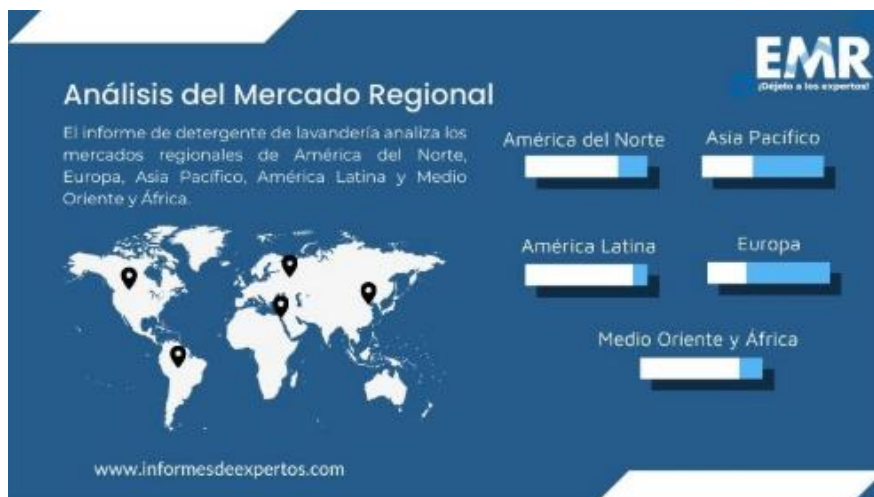 EMR
¡Déjelo a los expertos!
Análisis del Mercado Regional
El informe de detergente de lavandería analiza los
mercados regionales de América del Norte,
Europa, Asia Pacífico, América Latina y Medio
Oriente y África.
América del Norte
Asia Pacífico
América Latina
Europa
Medio Oriente y África
www.informesdeexpertos.com